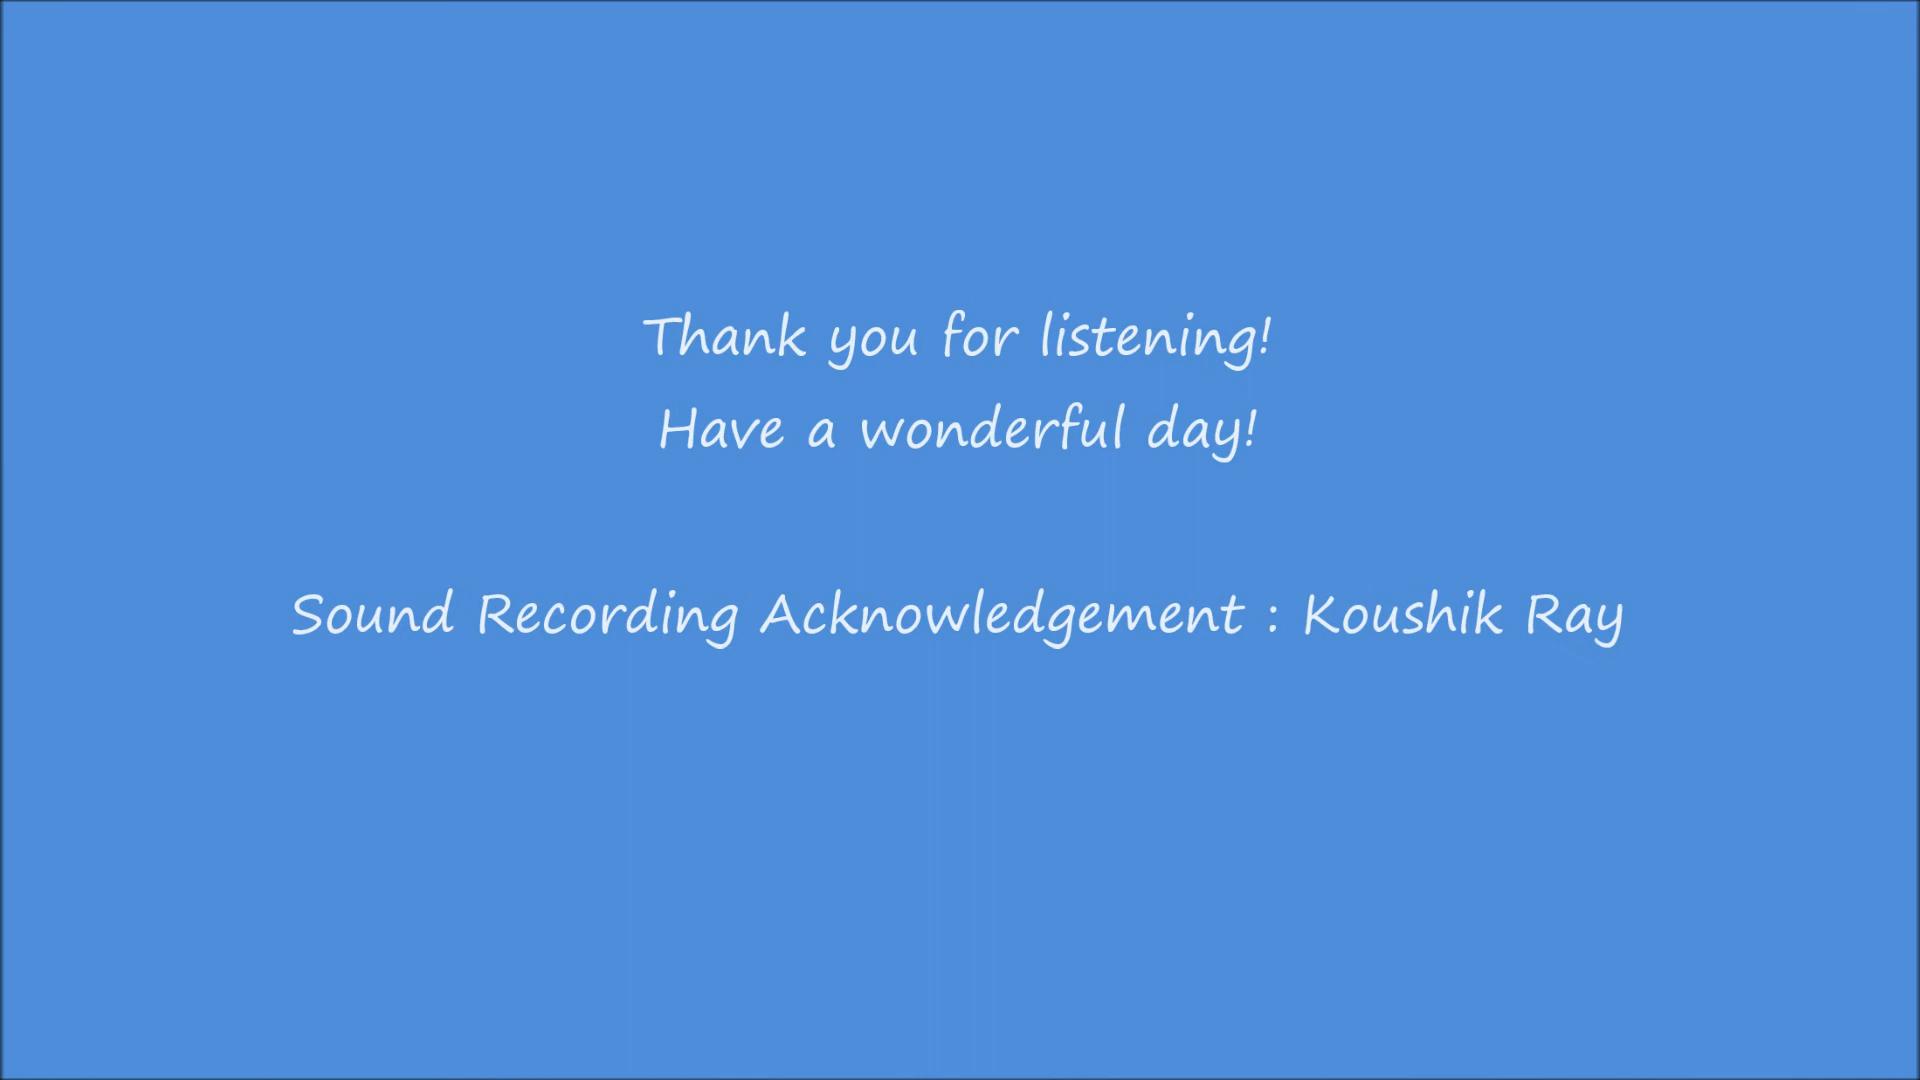 Thank you for listening!
Have a wonderful day!
Sound Recording Acknowledgement : Koushik Ray